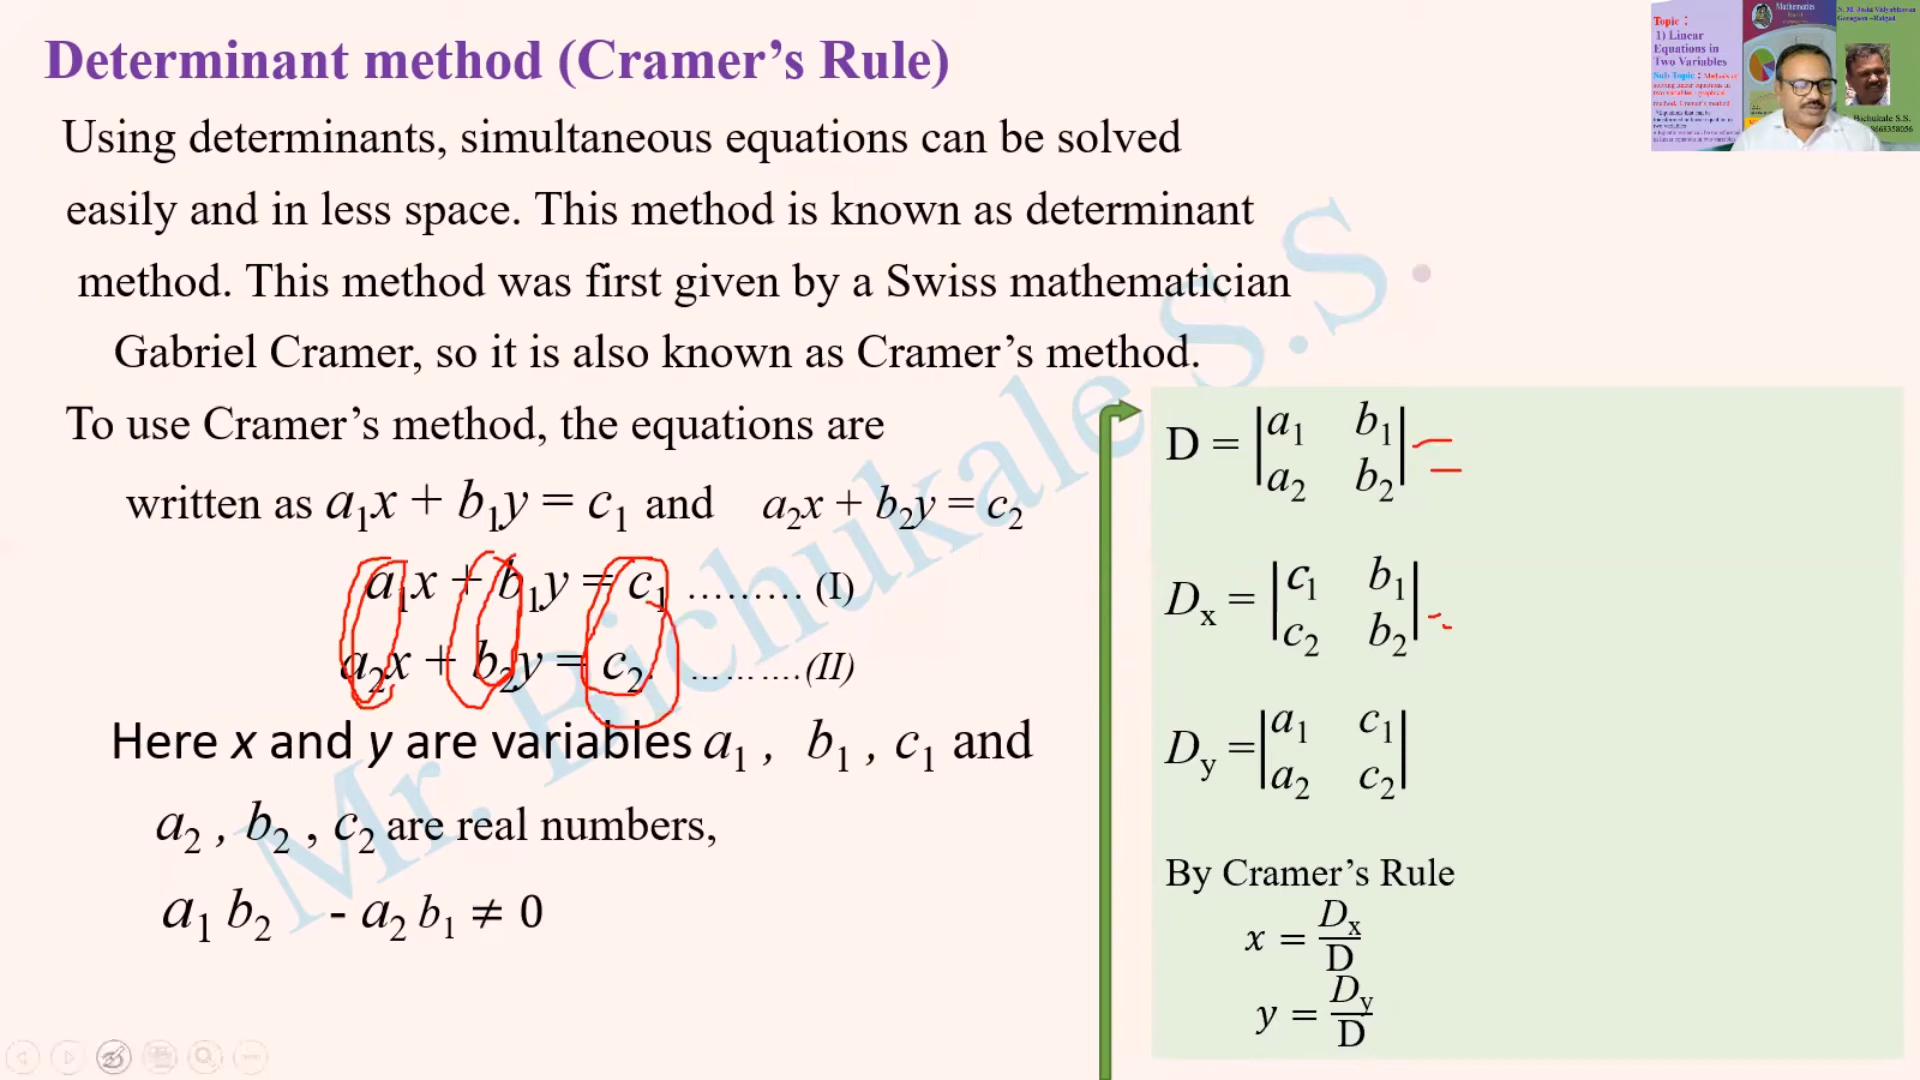 Determinant method (Cramer’s Rule)
Using determinants, simultaneous equations can be solved
easily and in less space. This method is known as determinant
method. This method was first given by a Swiss mathematician
Gabriel Cramer, so it is also known as Cramer’s method.
To use Cramer’s method, the equations are
written as a₁x + b₁y = c₁ and a₂x + b₂y = c₂
a₁x + b₁y = c₁ ......... (I)
a₂x + b₂y = c₂. ..........(II)
Here x and y are variables a₁ , b₁ , c₁ and
a₂ , b₂ , c₂ are real numbers,
a₁ b₂ - a₂ b₁ ≠ 0
D = |a₁ b₁|
|a₂ b₂|
Dₓ = |c₁ b₁|
|c₂ b₂|
Dy = |a₁ c₁|
|a₂ c₂|
By Cramer’s Rule
x = Dₓ/D
y = Dy/D
Mr. Bichukale S.S.
Topic :
1) Linear
Equations in
Two Variables
Sub Topic :
Mathematics
Bichukale S.S.